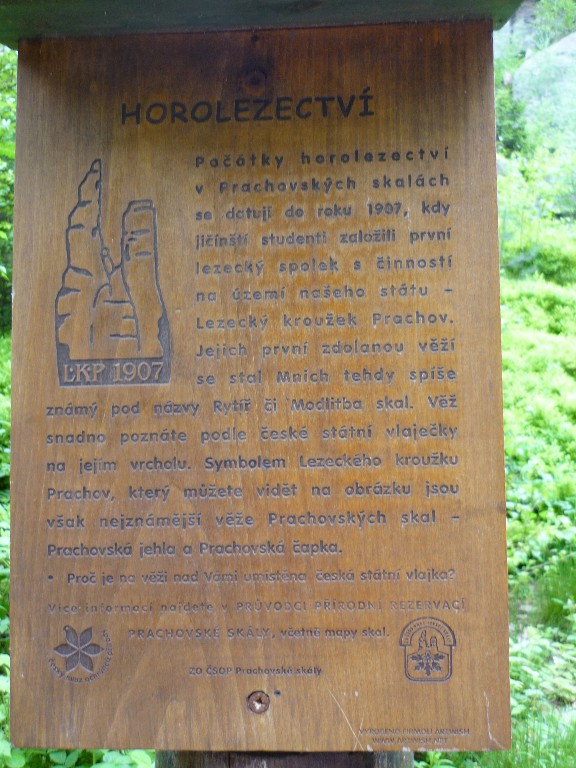 HOROLEZECTVÍ
Počátky horolezectví
v Prachovských skalách
se datují do roku 1907, kdy
jičínští studenti založili první
lezecký spolek s činností
na území našeho státu –
Lezecký kroužek Prachov.
Jejich první zdolanou věží
se stal Mnich tehdy spíše
LKP 1907
známý pod názvy Rytíř či Modlitba skal. Věž
snadno poznáte podle české státní vlaječky
na jejím vrcholu. Symbolem Lezeckého kroužku
Prachov, který můžete vidět na obrázku jsou
však nejznámější věže Prachovských skal –
Prachovská jehla a Prachovská čapka.
• Proč je na věži nad Vámi umístěna česká státní vlajka?
Více informací najdete v PRŮVODCI PŘÍRODNÍ REZERVACÍ
PRACHOVSKÉ SKÁLY, včetně mapy skal.
ZO ČSOP Prachovské skály